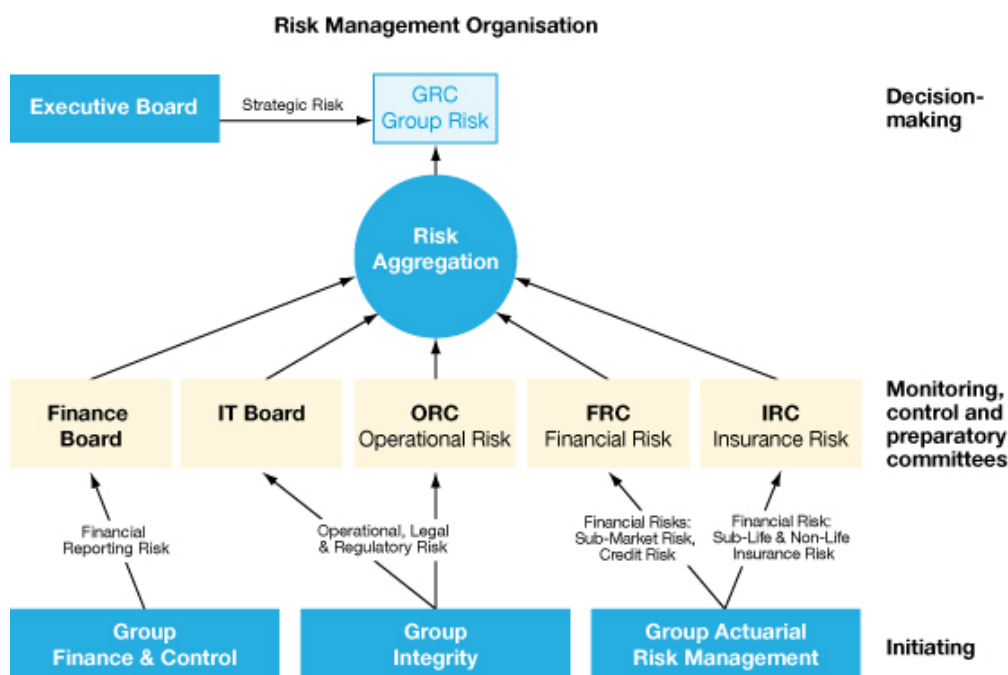 Risk Management Organisation
Executive Board
Strategic Risk
GRC
Group Risk
Decision-
making
Risk
Aggregation
Finance
Board
IT Board
ORC
Operational Risk
FRC
Financial Risk
IRC
Insurance Risk
Monitoring,
control and
preparatory
committees
Financial
Reporting Risk
Operational, Legal
& Regulatory Risk
Financial Risks:
Sub-Market Risk,
Credit Risk
Financial Risk:
Sub-Life & Non-Life
Insurance Risk
Group
Finance & Control
Group
Integrity
Group Actuarial
Risk Management
Initiating